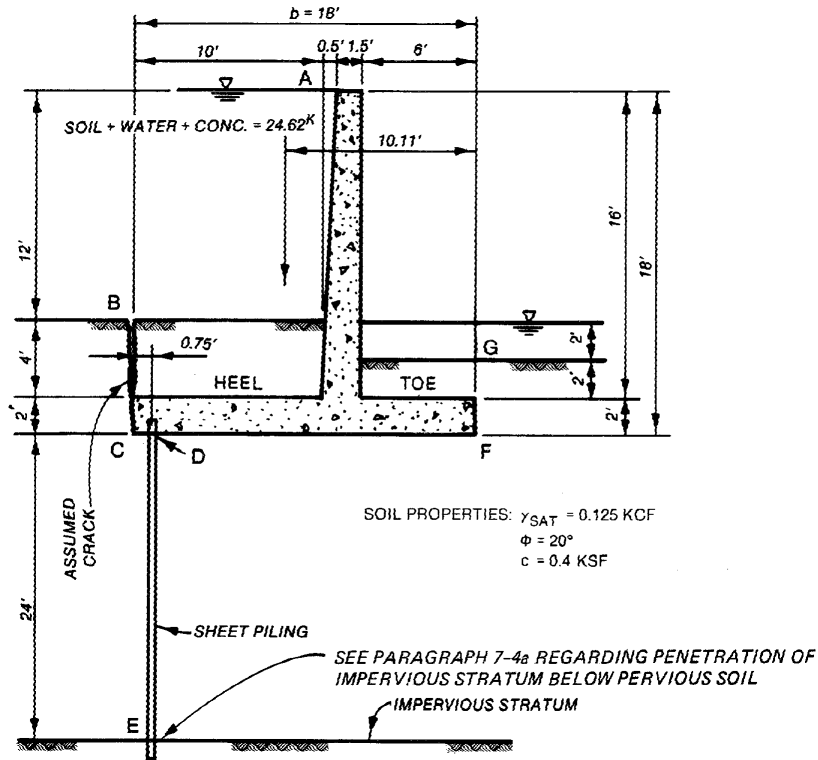 b = 18'
10'
0.5'
1.5'
6'
A
SOIL + WATER + CONC. = 24.62K
10.11'
12'
16'
18'
B
0.75'
G
4'
2'
2'
HEEL
TOE
2'
2'
C
D
F
ASSUMED
CRACK
SOIL PROPERTIES: γSAT = 0.125 KCF
Φ = 20°
c = 0.4 KSF
24'
SHEET PILING
SEE PARAGRAPH 7-4a REGARDING PENETRATION OF
IMPERVIOUS STRATUM BELOW PERVIOUS SOIL
E
IMPERVIOUS STRATUM